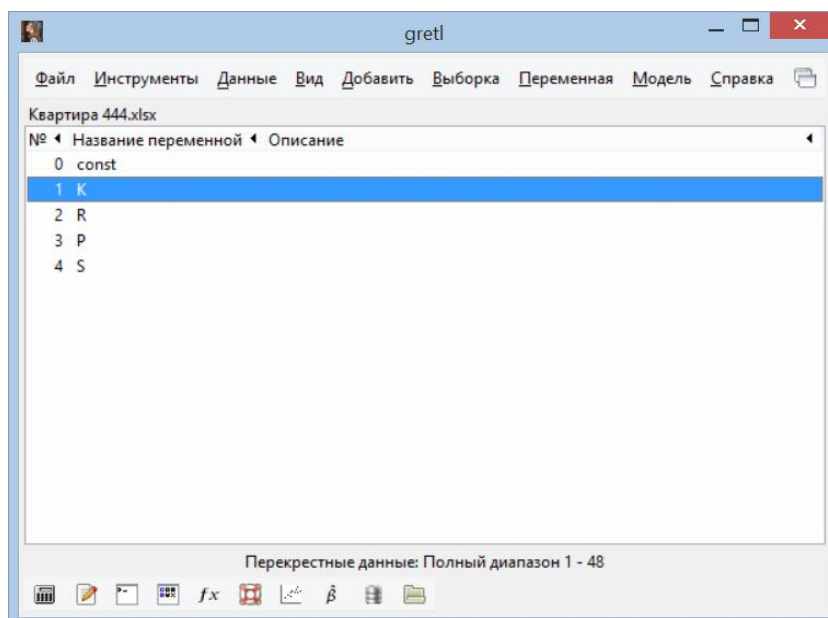 gretl
Файл Инструменты Данные Вид Добавить Выборка Переменная Модель Справка
Квартира 444.xlsx
№ Название переменной Описание
0 const
1 K
2 R
3 P
4 S
Перекрестные данные: Полный диапазон 1 - 48
fx β̂